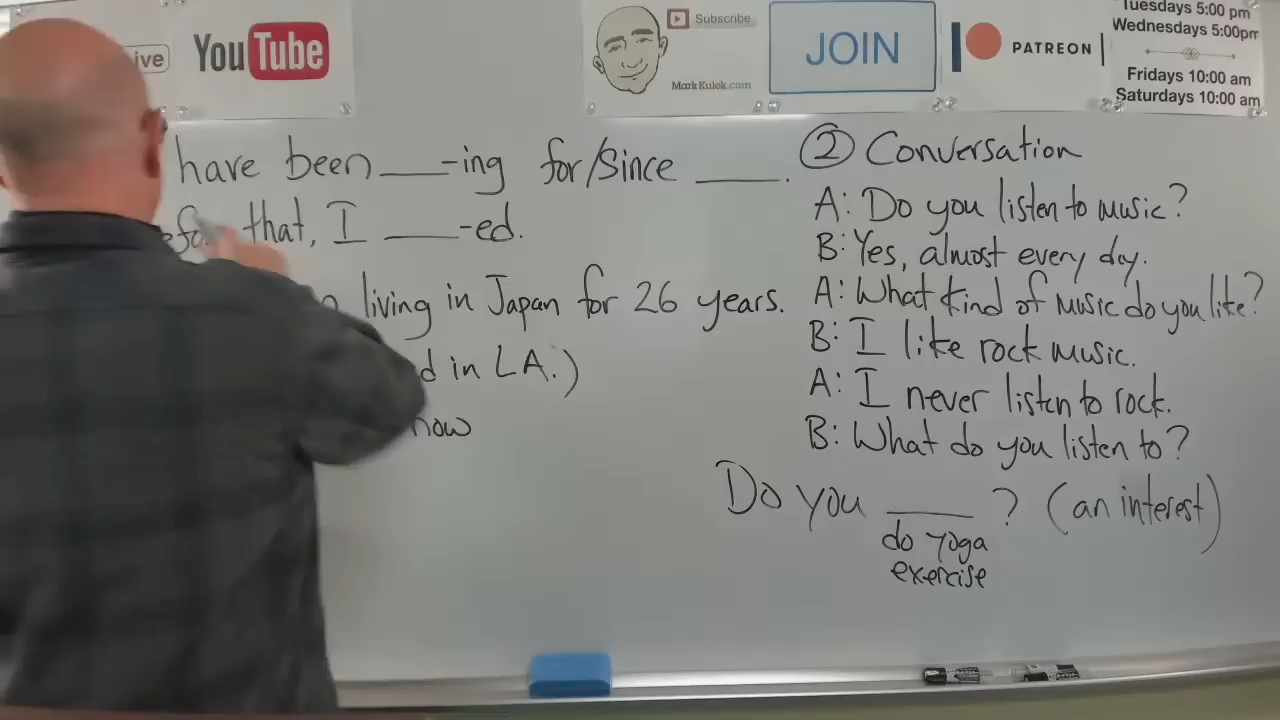 ive
YouTube
Subscribe
MarkKulek.com
JOIN
PATREON
Tuesdays 5:00 pm
Wednesdays 5:00pm
Fridays 10:00 am
Saturdays 10:00 am
have been ___-ing for/since ___.
that, I ___-ed.
living in Japan for 26 years.
in LA.)
now
② Conversation
A: Do you listen to music?
B: Yes, almost every day.
A: What kind of music do you like?
B: I like rock music.
A: I never listen to rock.
B: What do you listen to?
Do you ___? (an interest)
do yoga
exercise